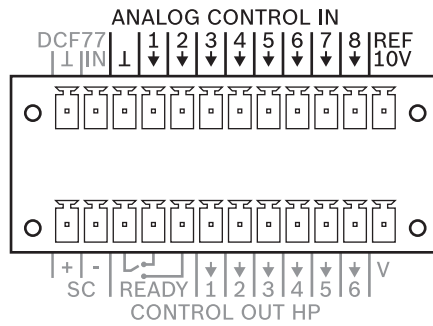 ANALOG CONTROL IN
DCF77 1 2 3 4 5 6 7 8 REF
⊥ IN ⊥ 10V
+ - 1 2 3 4 5 6 V
SC READY
CONTROL OUT HP